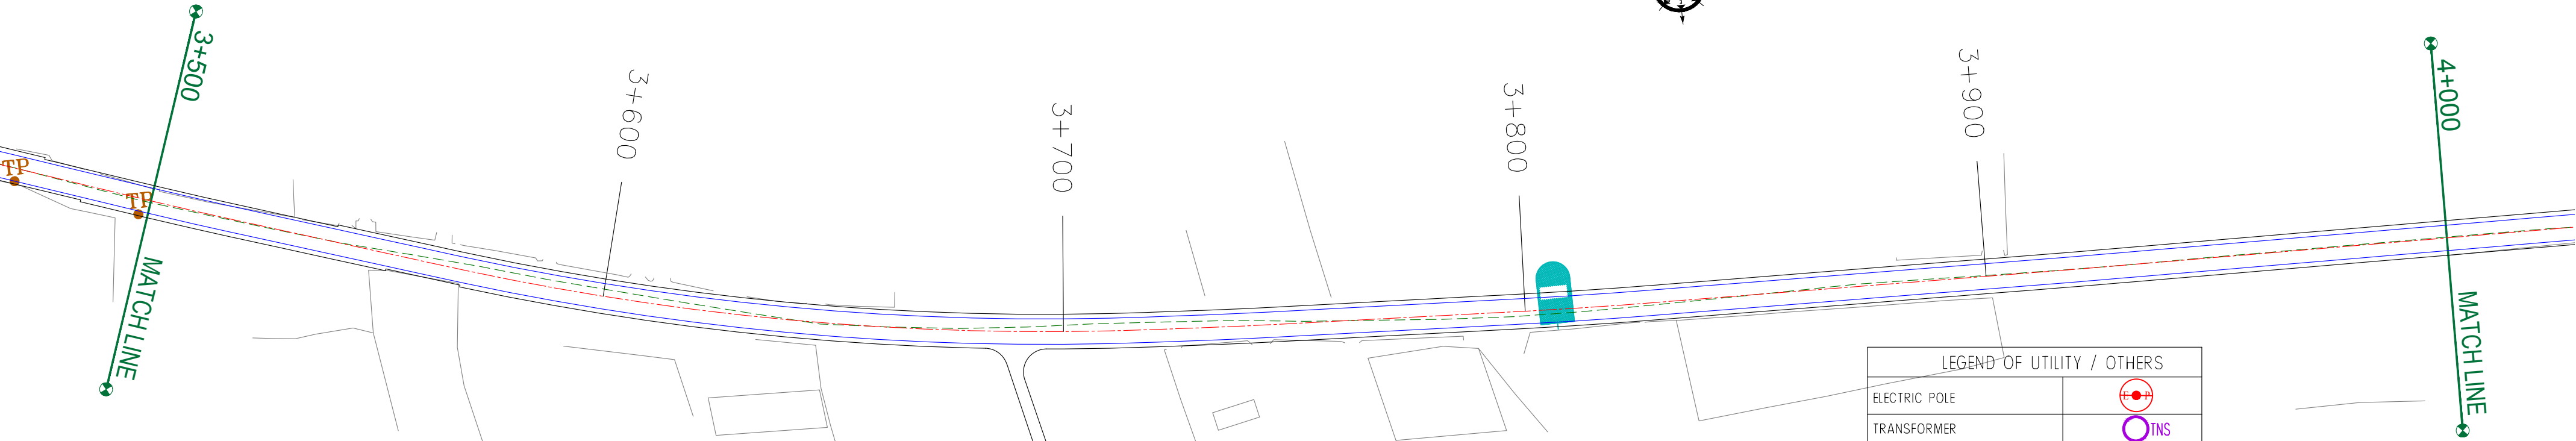 3+500
MATCH LINE
TP
TP
3+600
3+700
3+800
3+900
4+000
MATCH LINE
LEGEND OF UTILITY / OTHERS
ELECTRIC POLE
E P
TRANSFORMER
TNS